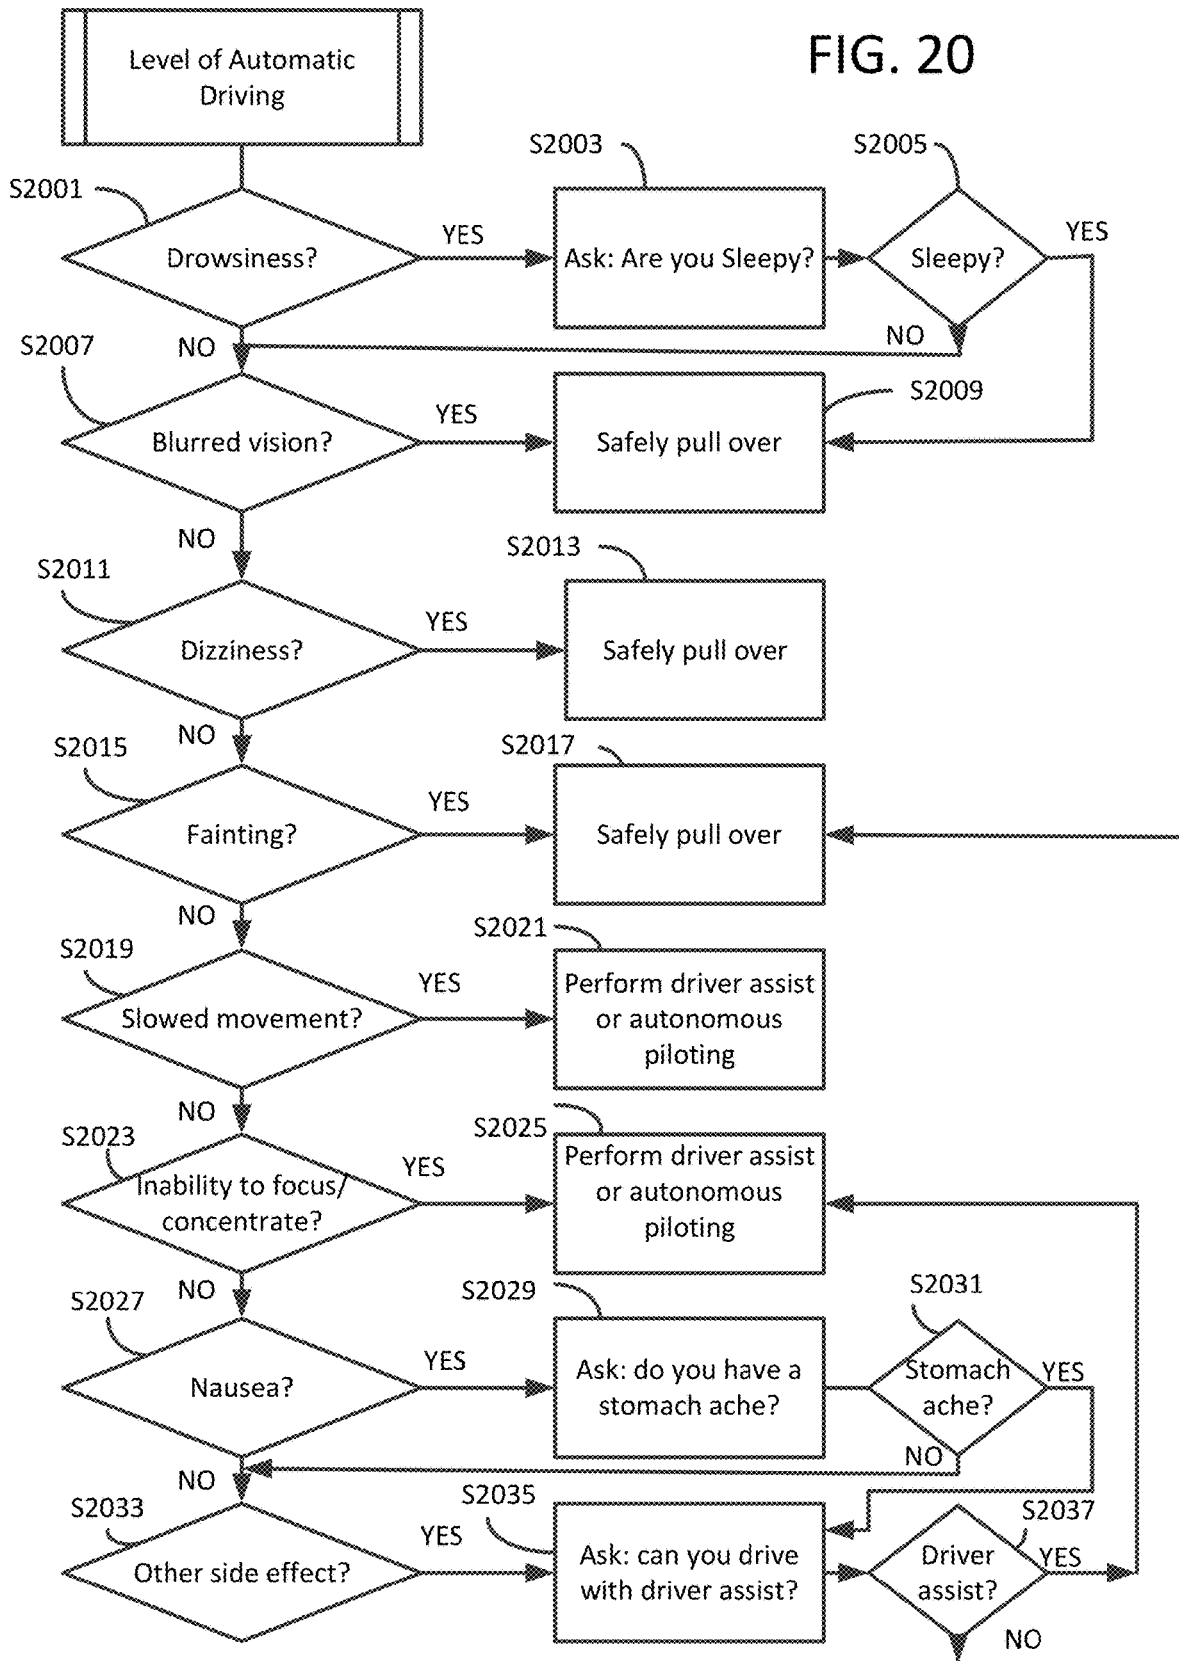 FIG. 20
Level of Automatic
Driving
S2001
S2003
S2005
Drowsiness?
YES
Ask: Are you Sleepy?
Sleepy?
YES
NO
NO
S2007
Blurred vision?
YES
Safely pull over
S2009
NO
S2011
S2013
Dizziness?
YES
Safely pull over
NO
S2015
S2017
Fainting?
YES
Safely pull over
NO
S2019
S2021
Slowed movement?
YES
Perform driver assist
or autonomous
piloting
NO
S2023
S2025
Inability to focus/
concentrate?
YES
Perform driver assist
or autonomous
piloting
NO
S2027
S2029
S2031
Nausea?
YES
Ask: do you have a
stomach ache?
Stomach
ache?
YES
NO
NO
S2033
S2035
S2037
Other side effect?
YES
Ask: can you drive
with driver assist?
Driver
assist?
YES
NO